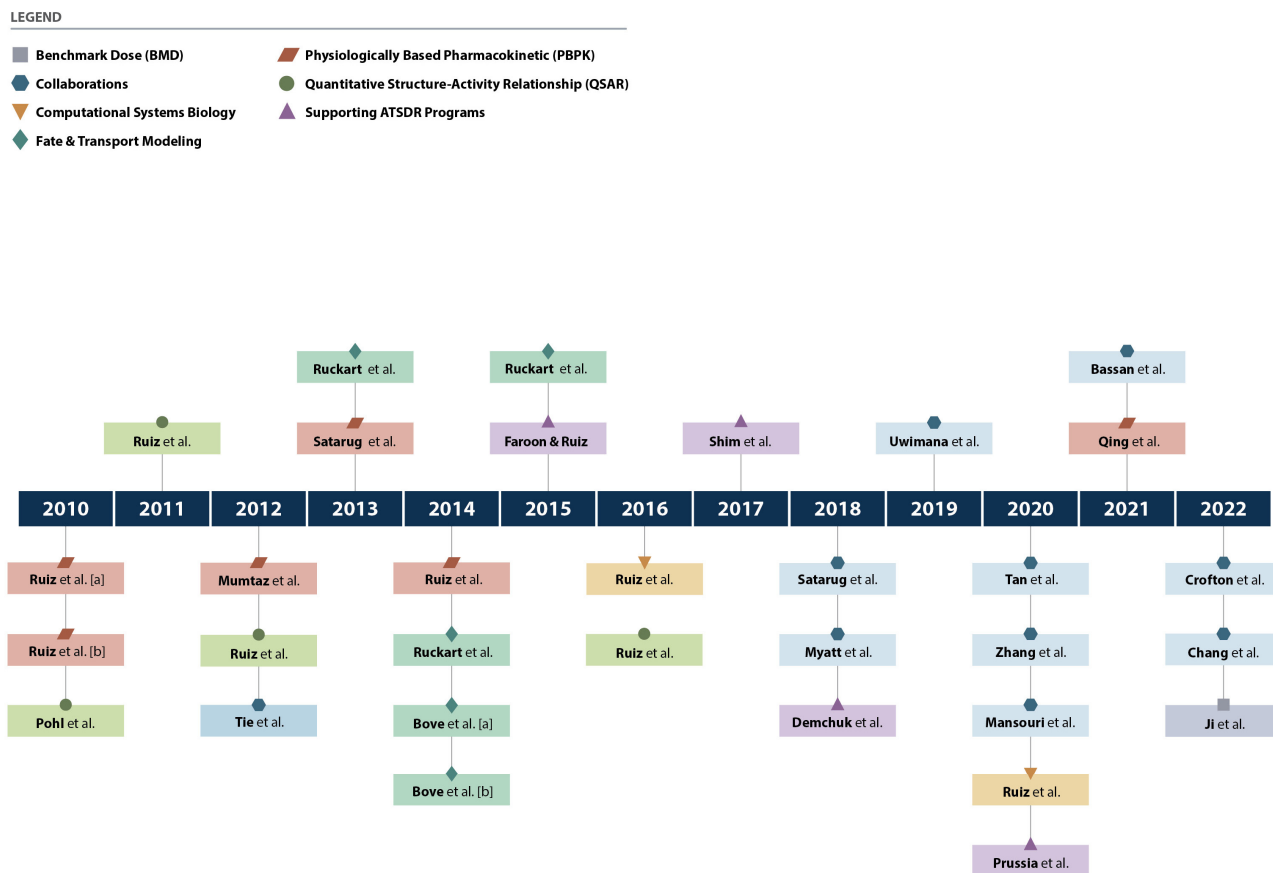 LEGEND
Benchmark Dose (BMD)
Collaborations
Computational Systems Biology
Fate & Transport Modeling
Physiologically Based Pharmacokinetic (PBPK)
Quantitative Structure-Activity Relationship (QSAR)
Supporting ATSDR Programs
Ruckart et al.
Ruckart et al.
Bassan et al.
Ruiz et al.
Satarug et al.
Faroon & Ruiz
Shim et al.
Uwimana et al.
Qing et al.
2010 2011 2012 2013 2014 2015 2016 2017 2018 2019 2020 2021 2022
Ruiz et al. [a]
Mumtaz et al.
Ruiz et al.
Ruiz et al.
Satarug et al.
Tan et al.
Crofton et al.
Ruiz et al. [b]
Ruiz et al.
Ruckart et al.
Ruiz et al.
Myatt et al.
Zhang et al.
Chang et al.
Pohl et al.
Tie et al.
Bove et al. [a]
Demchuk et al.
Mansouri et al.
Ji et al.
Bove et al. [b]
Ruiz et al.
Prussia et al.